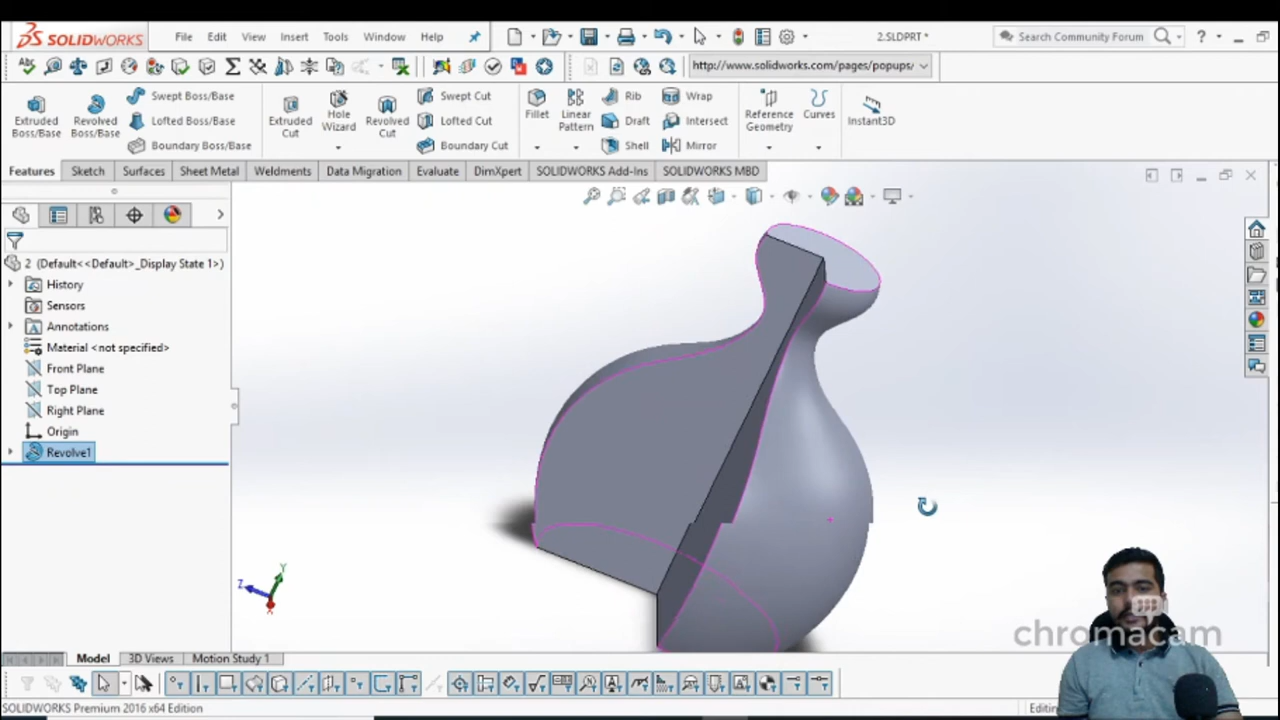 SOLIDWORKS File Edit View Insert Tools Window Help 2.SLDPRT * Search Community Forum ?
http://www.solidworks.com/pages/popups/
Extruded Boss/Base
Revolved Boss/Base
Swept Boss/Base
Lofted Boss/Base
Boundary Boss/Base
Extruded Cut
Hole Wizard
Revolved Cut
Swept Cut
Lofted Cut
Boundary Cut
Fillet
Linear Pattern
Rib
Draft
Shell
Wrap
Intersect
Mirror
Reference Geometry
Curves
Instant3D
Features Sketch Surfaces Sheet Metal Weldments Data Migration Evaluate DimXpert SOLIDWORKS Add-Ins SOLIDWORKS MBD
2 (Default<<Default>_Display State 1>)
History
Sensors
Annotations
Material <not specified>
Front Plane
Top Plane
Right Plane
Origin
Revolve1
Y
Z
X
chromacam
Model 3D Views Motion Study 1
SOLIDWORKS Premium 2016 x64 Edition